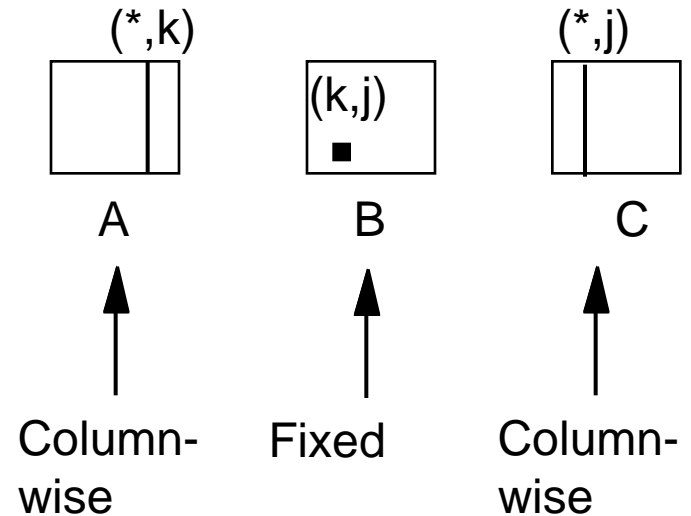 (*,k)
(*,j)
(k,j)
A
B
C
Column-
wise
Fixed
Column-
wise